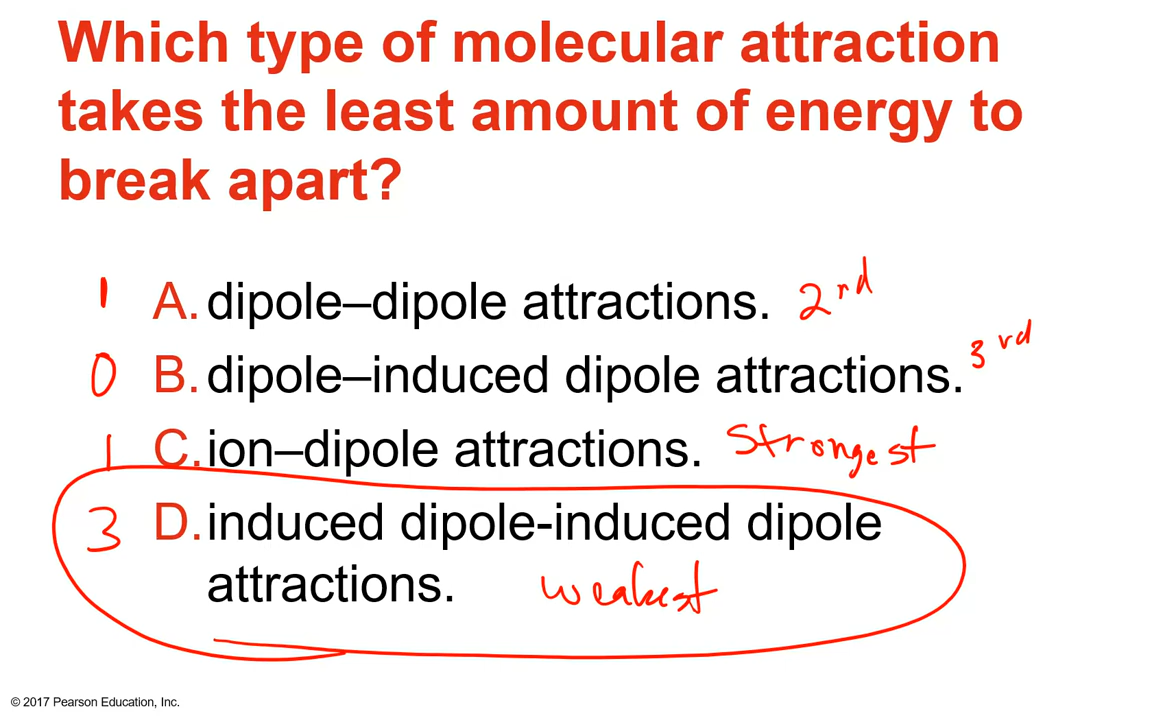 Which type of molecular attraction
takes the least amount of energy to
break apart?
1 A. dipole–dipole attractions. 2rd
0 B. dipole–induced dipole attractions. 3rd
1 C. ion–dipole attractions. Strongest
3 D. induced dipole-induced dipole
attractions. weakest
© 2017 Pearson Education, Inc.